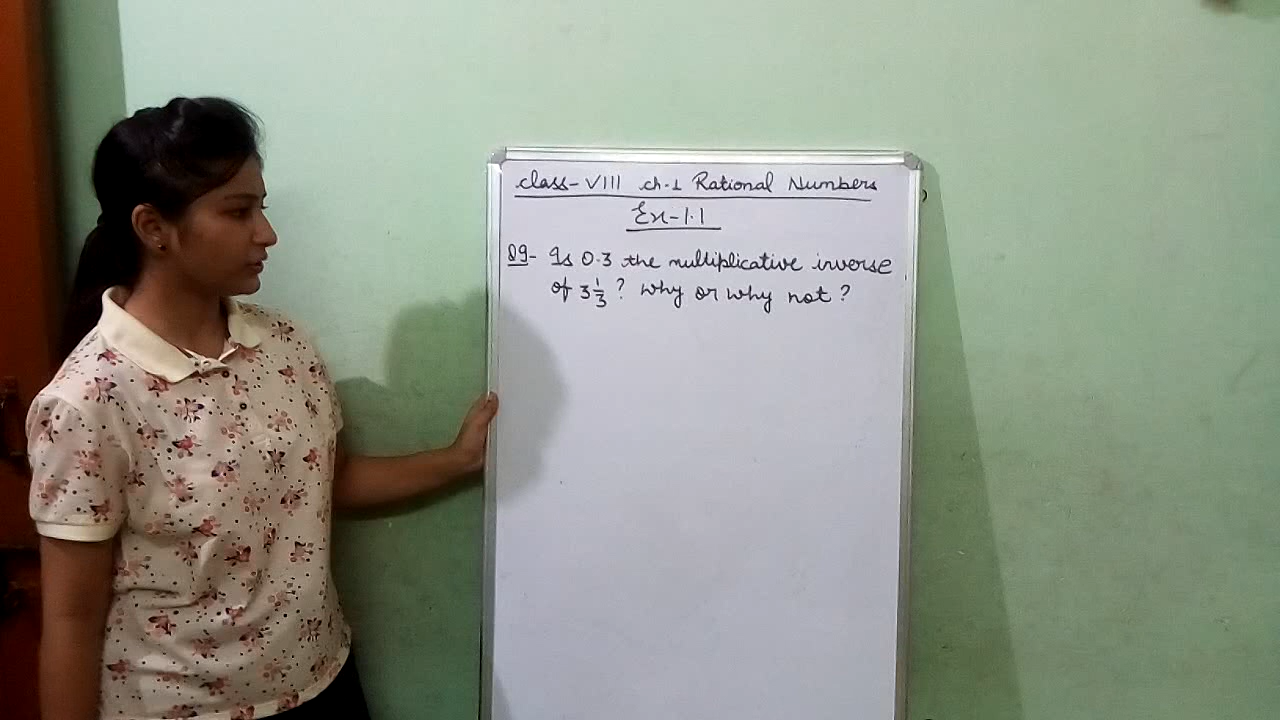 Class-VIII ch.1 Rational Numbers
Ex-1.1
Q9- Is 0.3 the multiplicative inverse
of 3 1/3 ? Why or why not ?